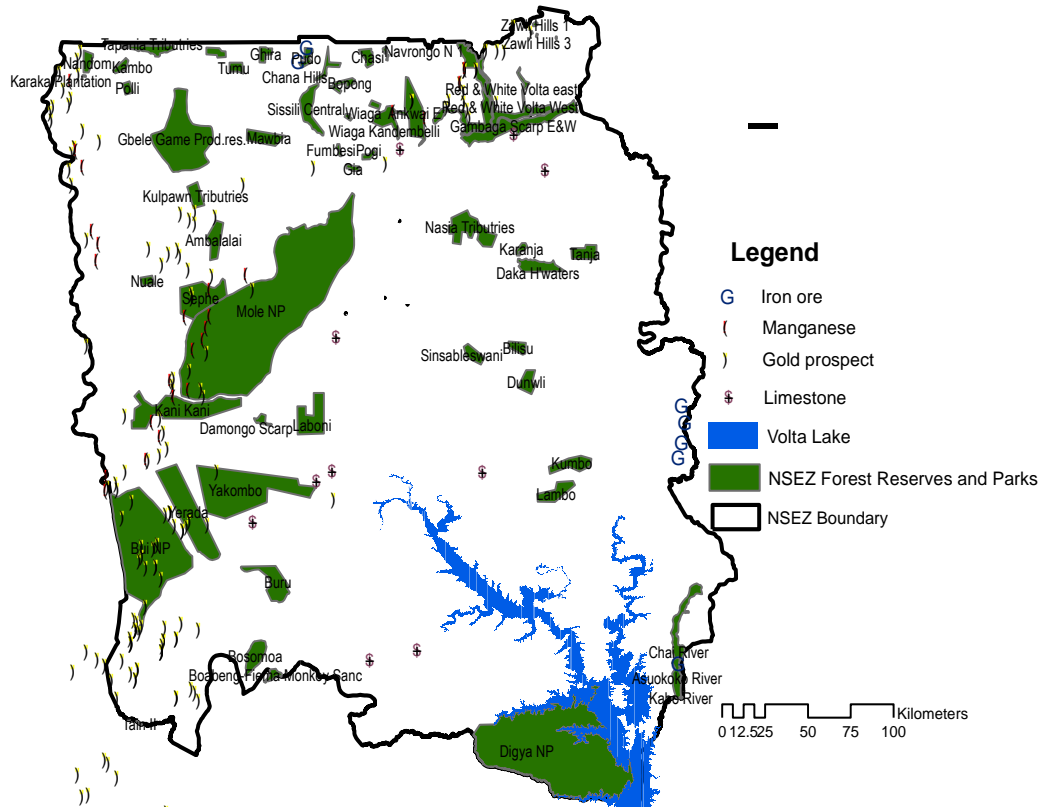 Zawli Hills 1
Zawli Hills 3
Tapania Tributries
Navrongo N 1
Ghira
Pudo
Chasi
Nandom
Kambo
Tumu
Chana Hills
Karaka Plantation
Polli
Bopong
Red & White Volta east
Sissili Central
Wiaga
Ankwai E
Red & White Volta West
Gambaga Scarp E&W
Wiaga Kandembelli
Gbele Game Prod.res.
Mawbia
Fumbesi
Pogi
Gia
Kulpawn Tributries
Ambalalai
Nasia Tributries
Karanja
Tanja
Daka H'waters
Nuale
Sephe
Mole NP
Sinsableswani
Bilisu
Dunwli
Kani Kani
Damongo Scarp
Laboni
Kumbo
Lambo
Yakombo
Yerada
Bui NP
Buru
Bosomoa
Boabeng-Fiema Monkey Sanc
Chai River
Asuokoko River
Kabo River
Tain II
Digya NP
Legend
G Iron ore
Manganese
Gold prospect
Limestone
Volta Lake
NSEZ Forest Reserves and Parks
NSEZ Boundary
Kilometers
0 12.5 25 50 75 100